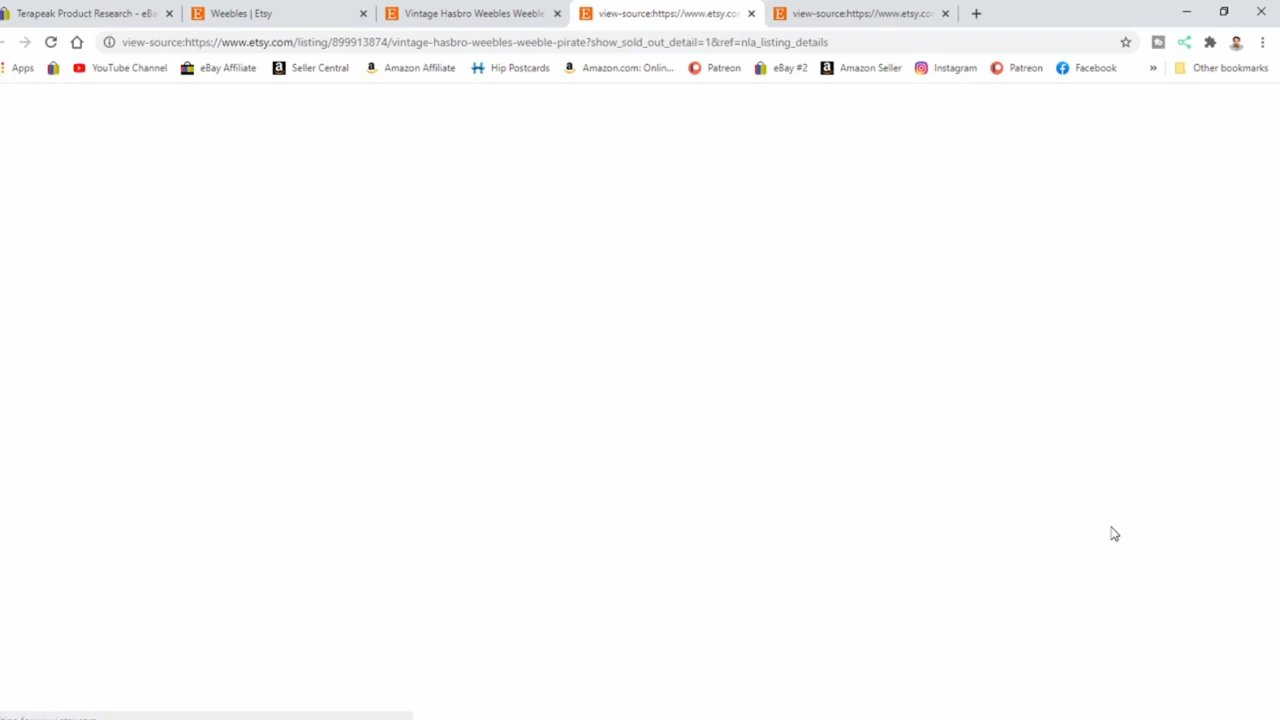 Terapeak Product Research - eB
Weebles | Etsy
Vintage Hasbro Weebles Weeble
view-source:https://www.etsy.co
view-source:https://www.etsy.co
view-source:https://www.etsy.com/listing/899913874/vintage-hasbro-weebles-weeble-pirate?show_sold_out_detail=1&ref=nla_listing_details
Apps
YouTube Channel
eBay Affiliate
Seller Central
Amazon Affiliate
Hip Postcards
Amazon.com: Onlin...
Patreon
eBay #2
Amazon Seller
Instagram
Patreon
Facebook
»
Other bookmarks